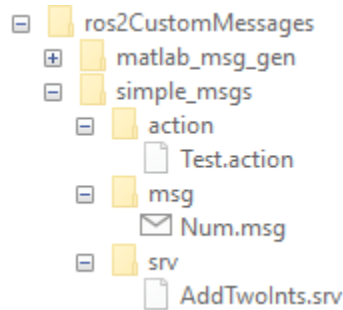 ros2CustomMessages
matlab_msg_gen
simple_msgs
action
Test.action
msg
Num.msg
srv
AddTwoInts.srv